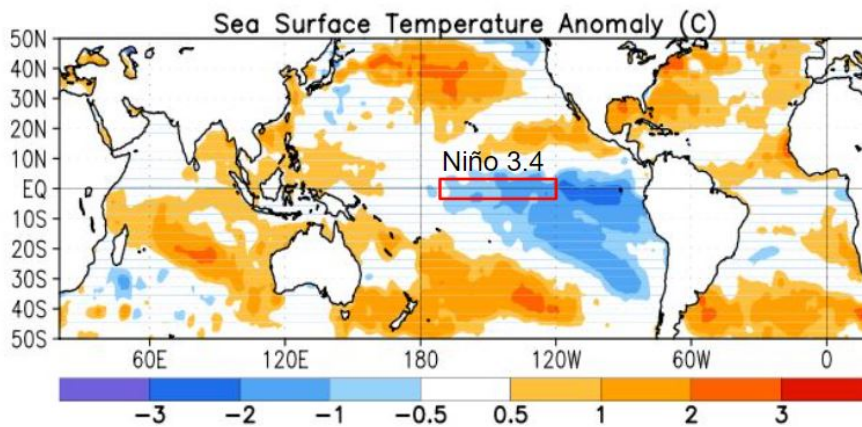 Sea Surface Temperature Anomaly (C)
50N
40N
30N
20N
10N
EQ
10S
20S
30S
40S
50S
Niño 3.4
60E 120E 180 120W 60W 0
-3 -2 -1 -0.5 0.5 1 2 3